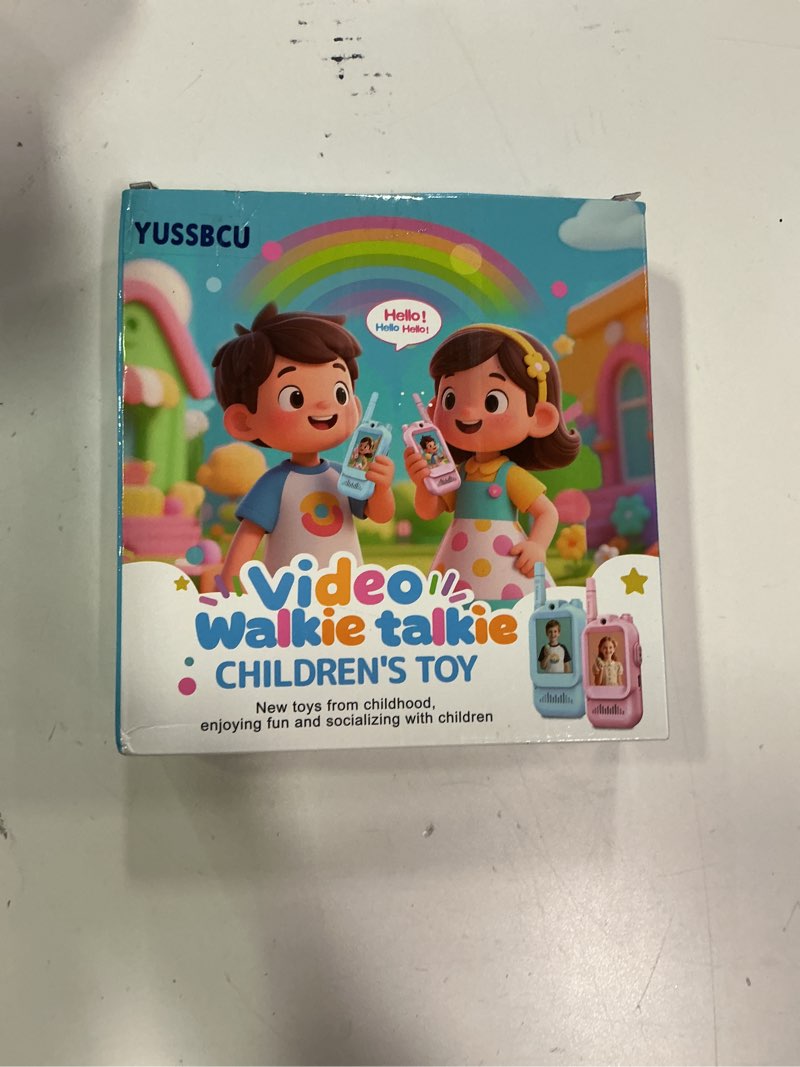 YUSSBCU
Hello!
Hello Hello!
Video
Walkie talkie
CHILDREN'S TOY
New toys from childhood,
enjoying fun and socializing with children